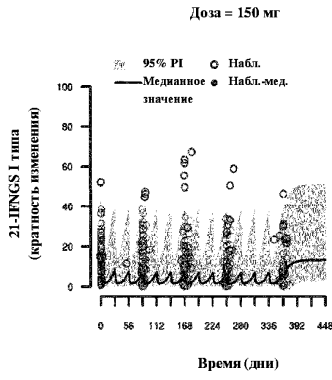 Доза = 150 мг
95% PI
Набл.
Медианное значение
Набл.-мед.
21-IFNGS I типа
(кратность изменения)
100
80
60
40
20
0
0 56 112 168 224 280 336 392 448
Время (дни)